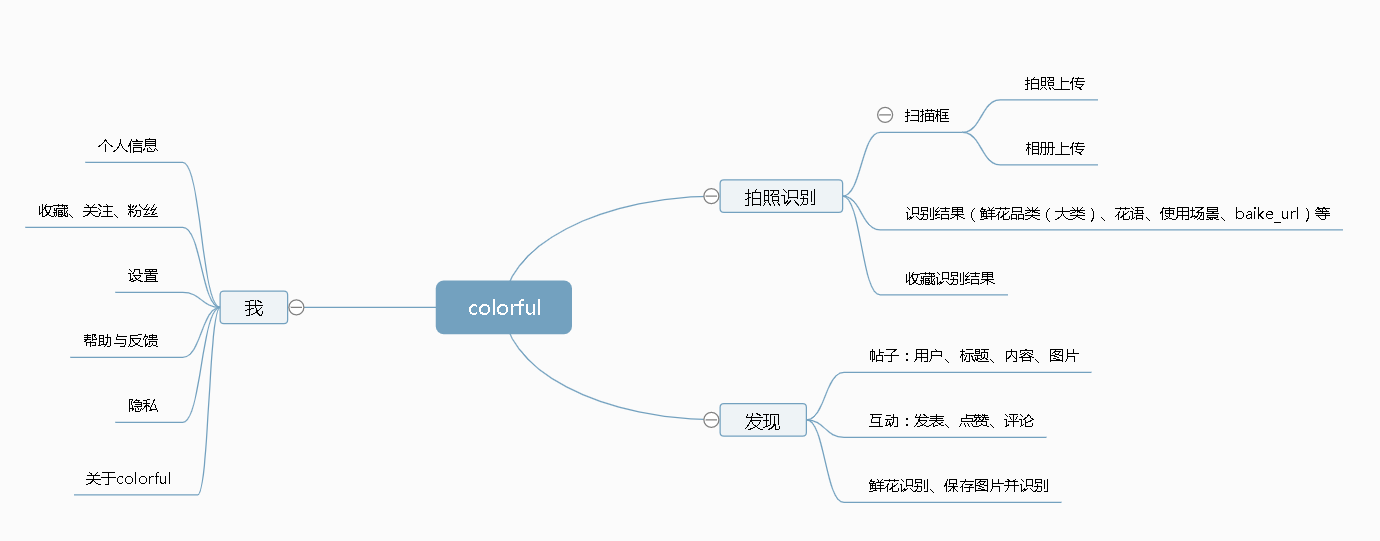 colorful
拍照识别
扫描框
拍照上传
相册上传
识别结果（鲜花品类（大类）、花语、使用场景、baike_url）等
收藏识别结果
发现
帖子：用户、标题、内容、图片
互动：发表、点赞、评论
鲜花识别、保存图片并识别
我
个人信息
收藏、关注、粉丝
设置
帮助与反馈
隐私
关于colorful